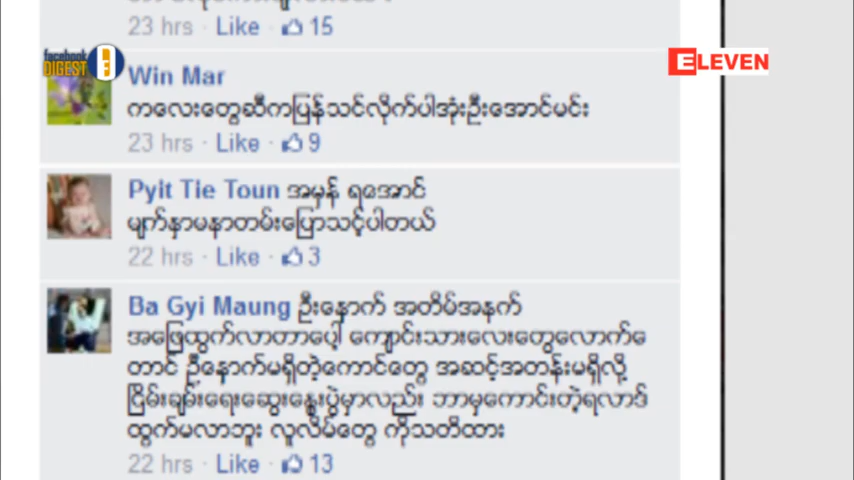 23 hrs · Like · 15
facebook DIGEST
ELEVEN
Win Mar
ကလေးတွေဆီကပြန်သင်လိုက်ပါအုံးဦးအောင်မင်း
23 hrs · Like · 9
Pyit Tie Toun အမှန် ရအောင်
မျက်နှာမနာတမ်းပြောသင့်ပါတယ်
22 hrs · Like · 3
Ba Gyi Maung ဦးနှောက် အတိမ်အနက်
အဖြေထွက်လာတာပေါ့ ကျောင်းသားလေးတွေလောက်မှ
တောင် ဦးနှောက်မရှိတဲ့ကောင်တွေ အဆင့်အတန်းမရှိလို့
ငြိမ်းချမ်းရေးဆွေးနွေးပွဲမှာလည်း ဘာမှကောင်းတဲ့ရလာဒ်
ထွက်မလာဘူး လူလိမ်တွေ ကိုသတိထား
22 hrs · Like · 13